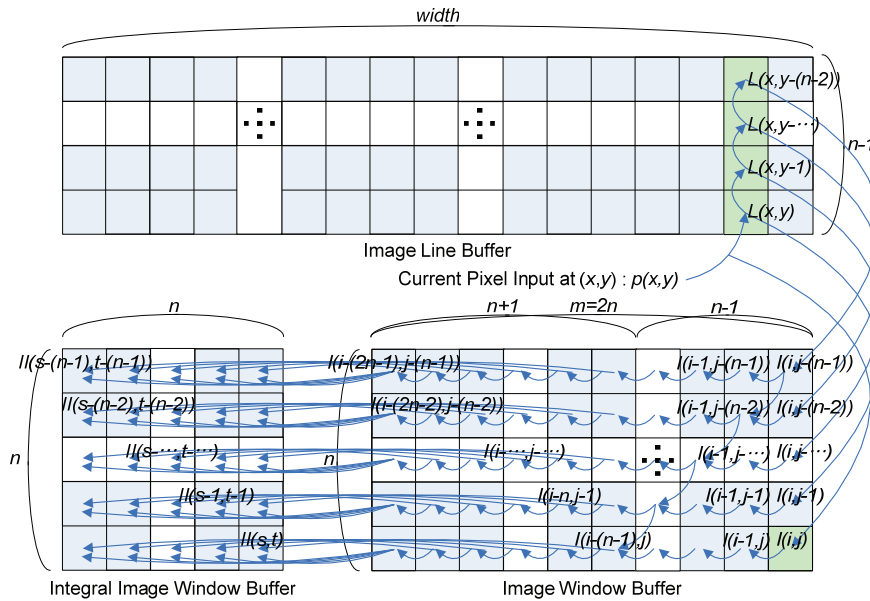 width
L(x,y-(n-2))
L(x,y-⋯)
n-1
L(x,y-1)
L(x,y)
Image Line Buffer
Current Pixel Input at (x,y) : p(x,y)
n
n+1
m=2n
n-1
II(s-(n-1),t-(n-1))
I(i-(2n-1),j-(n-1))
I(i-1,j-(n-1))
I(i,j-(n-1))
II(s-(n-2),t-(n-2))
I(i-(2n-2),j-(n-2))
I(i-1,j-(n-2))
I(i,j-(n-2))
n
II(s-⋯,t-⋯)
n
I(i-⋯,j-⋯)
I(i-1,j-⋯)
I(i,j-⋯)
II(s-1,t-1)
I(i-n,j-1)
I(i-1,j-1)
I(i,j-1)
II(s,t)
I(i-(n-1),j)
I(i-1,j)
I(i,j)
Integral Image Window Buffer
Image Window Buffer